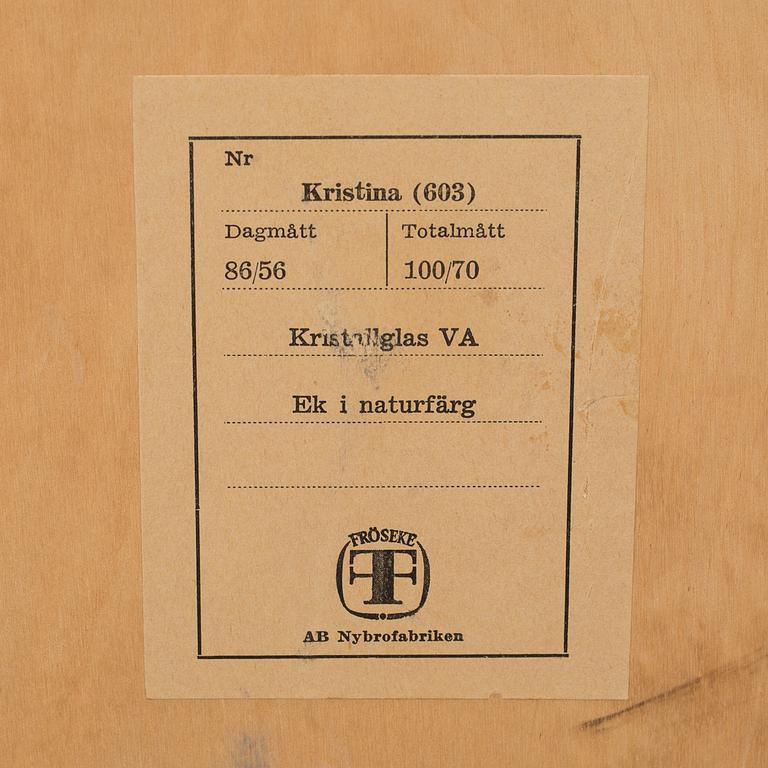 Nr
Kristina (603)
Dagmått Totalmått
86/56 100/70
Kristallglas VA
Ek i naturfärg
FRÖSEKE
F
AB Nybrofabriken